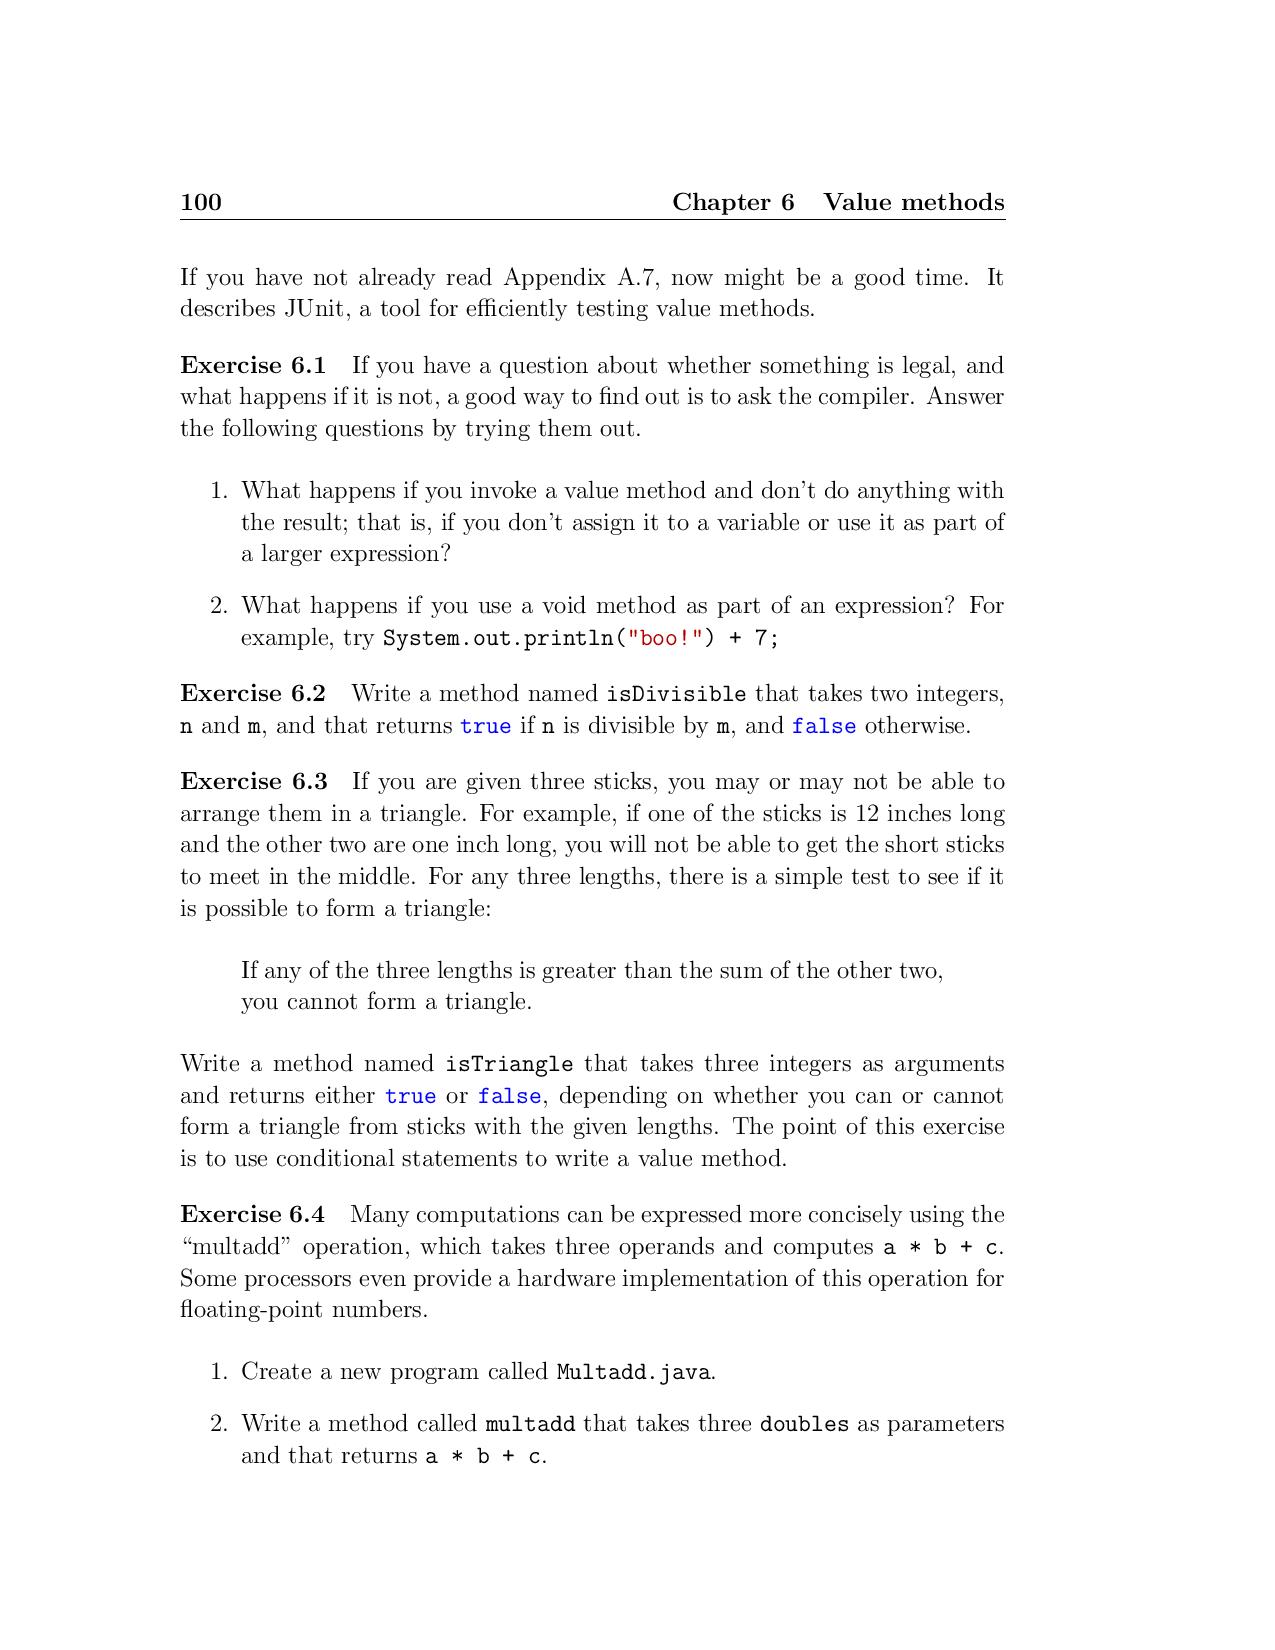 100 Chapter 6 Value methods
If you have not already read Appendix A.7, now might be a good time. It
describes JUnit, a tool for efficiently testing value methods.
Exercise 6.1 If you have a question about whether something is legal, and
what happens if it is not, a good way to find out is to ask the compiler. Answer
the following questions by trying them out.
1. What happens if you invoke a value method and don’t do anything with
the result; that is, if you don’t assign it to a variable or use it as part of
a larger expression?
2. What happens if you use a void method as part of an expression? For
example, try System.out.println("boo!") + 7;
Exercise 6.2 Write a method named isDivisible that takes two integers,
n and m, and that returns true if n is divisible by m, and false otherwise.
Exercise 6.3 If you are given three sticks, you may or may not be able to
arrange them in a triangle. For example, if one of the sticks is 12 inches long
and the other two are one inch long, you will not be able to get the short sticks
to meet in the middle. For any three lengths, there is a simple test to see if it
is possible to form a triangle:
If any of the three lengths is greater than the sum of the other two,
you cannot form a triangle.
Write a method named isTriangle that takes three integers as arguments
and returns either true or false, depending on whether you can or cannot
form a triangle from sticks with the given lengths. The point of this exercise
is to use conditional statements to write a value method.
Exercise 6.4 Many computations can be expressed more concisely using the
“multadd” operation, which takes three operands and computes a * b + c.
Some processors even provide a hardware implementation of this operation for
floating-point numbers.
1. Create a new program called Multadd.java.
2. Write a method called multadd that takes three doubles as parameters
and that returns a * b + c.